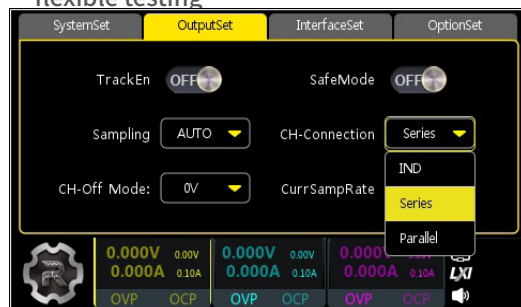 flexible testing
SystemSet OutputSet InterfaceSet OptionSet
TrackEn OFF SafeMode OFF
Sampling AUTO CH-Connection Series
IND
CH-Off Mode: 0V CurrSampRate Series
Parallel
0.000V 0.00V 0.000V 0.00V 0.000
0.000A 0.10A 0.000A 0.10A 0.000A 0.10A LXI
OVP OCP OVP OCP OVP OCP